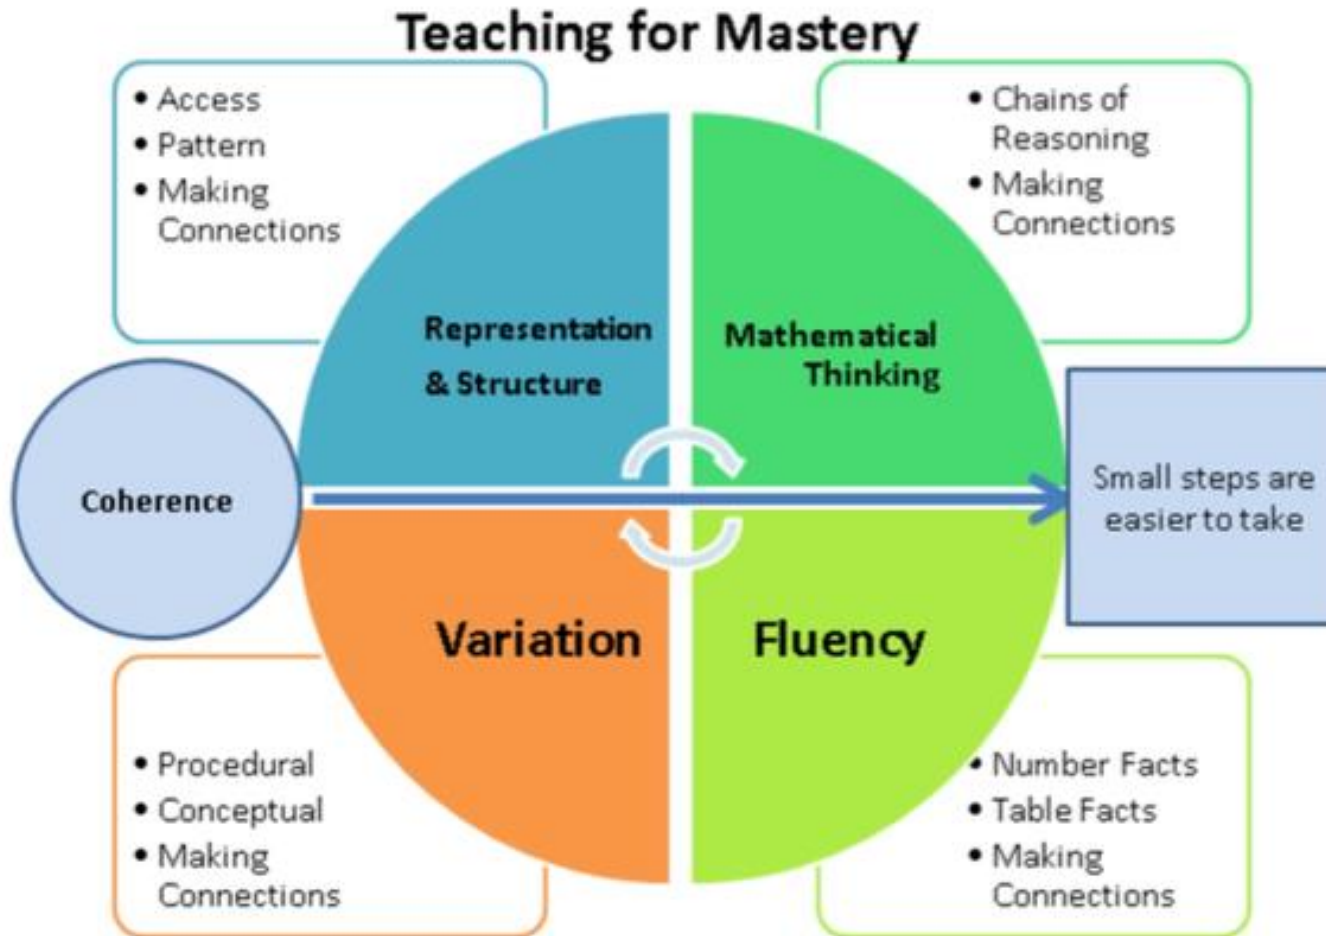 Teaching for Mastery
• Access
• Pattern
• Making
Connections
• Chains of
Reasoning
• Making
Connections
Representation
& Structure
Mathematical
Thinking
Coherence
Small steps are
easier to take
Variation
Fluency
• Procedural
• Conceptual
• Making
Connections
• Number Facts
• Table Facts
• Making
Connections